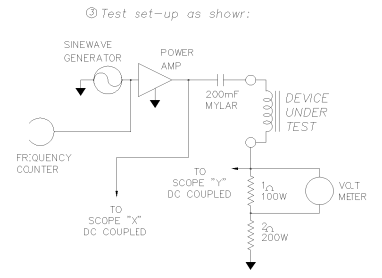 ③ Test set-up as shown:
SINEWAVE
GENERATOR
POWER
AMP
200mF
MYLAR
DEVICE
UNDER
TEST
FREQUENCY
COUNTER
TO
SCOPE "X"
DC COUPLED
TO
SCOPE "Y"
DC COUPLED
1Ω
100W
VOLT
METER
2Ω
200W